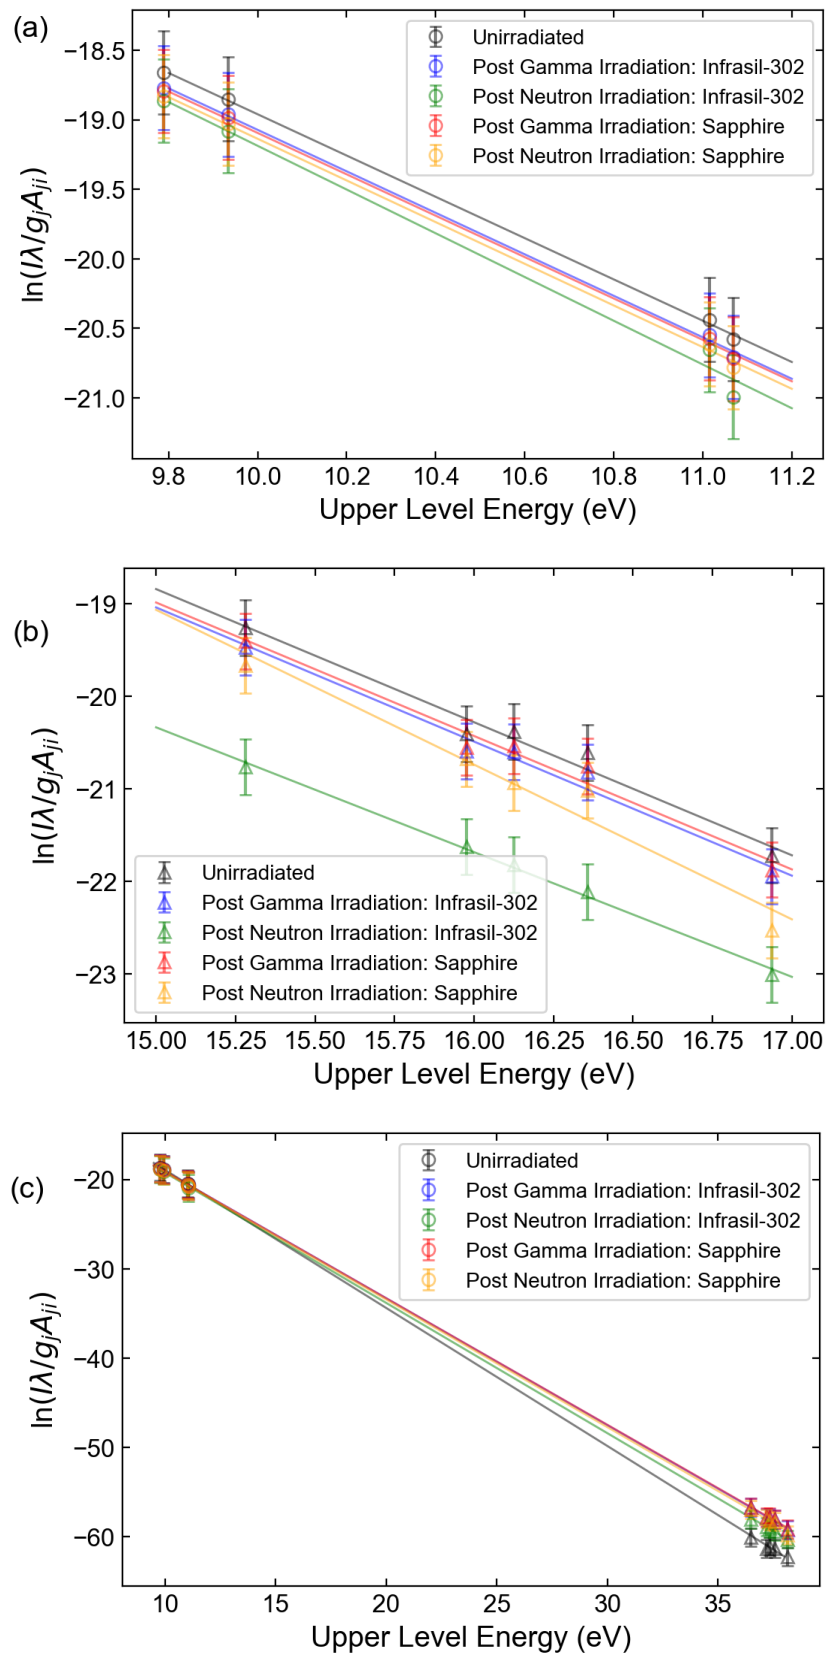 (a)
−18.5
−19.0
−19.5
−20.0
−20.5
−21.0
ln(Iλ/gjAji)
Unirradiated
Post Gamma Irradiation: Infrasil-302
Post Neutron Irradiation: Infrasil-302
Post Gamma Irradiation: Sapphire
Post Neutron Irradiation: Sapphire
9.8 10.0 10.2 10.4 10.6 10.8 11.0 11.2
Upper Level Energy (eV)
(b)
−19
−20
−21
−22
−23
ln(Iλ/gjAji)
Unirradiated
Post Gamma Irradiation: Infrasil-302
Post Neutron Irradiation: Infrasil-302
Post Gamma Irradiation: Sapphire
Post Neutron Irradiation: Sapphire
15.00 15.25 15.50 15.75 16.00 16.25 16.50 16.75 17.00
Upper Level Energy (eV)
(c)
−20
−30
−40
−50
−60
ln(Iλ/gjAji)
Unirradiated
Post Gamma Irradiation: Infrasil-302
Post Neutron Irradiation: Infrasil-302
Post Gamma Irradiation: Sapphire
Post Neutron Irradiation: Sapphire
10 15 20 25 30 35
Upper Level Energy (eV)